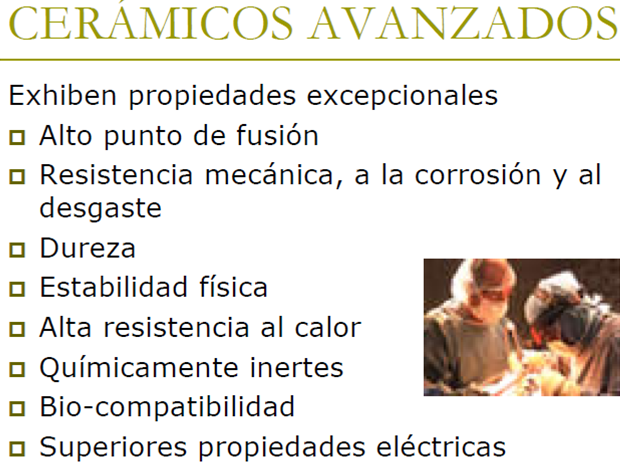 CERÁMICOS AVANZADOS
Exhiben propiedades excepcionales
Alto punto de fusión
Resistencia mecánica, a la corrosión y al
desgaste
Dureza
Estabilidad física
Alta resistencia al calor
Químicamente inertes
Bio-compatibilidad
Superiores propiedades eléctricas